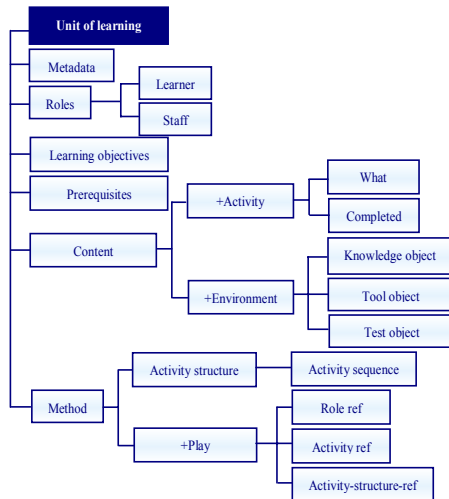 Unit of learning
Metadata
Roles
Learner
Staff
Learning objectives
Prerequisites
Content
+Activity
What
Completed
+Environment
Knowledge object
Tool object
Test object
Method
Activity structure
Activity sequence
+Play
Role ref
Activity ref
Activity-structure-ref